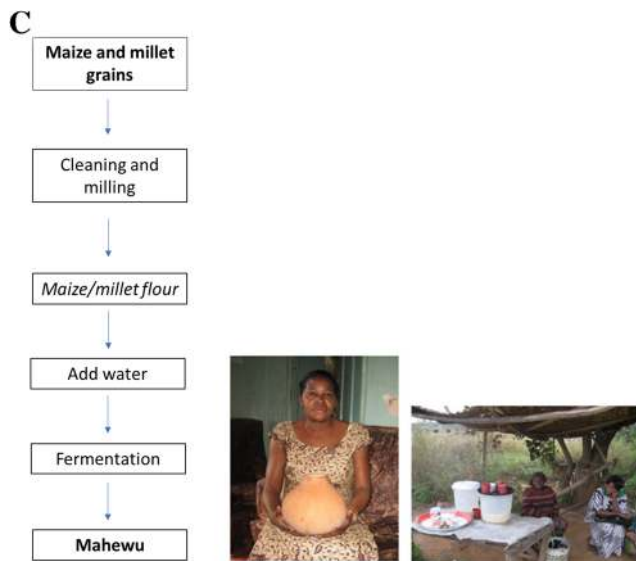 C
Maize and millet
grains
Cleaning and
milling
Maize/millet flour
Add water
Fermentation
Mahewu